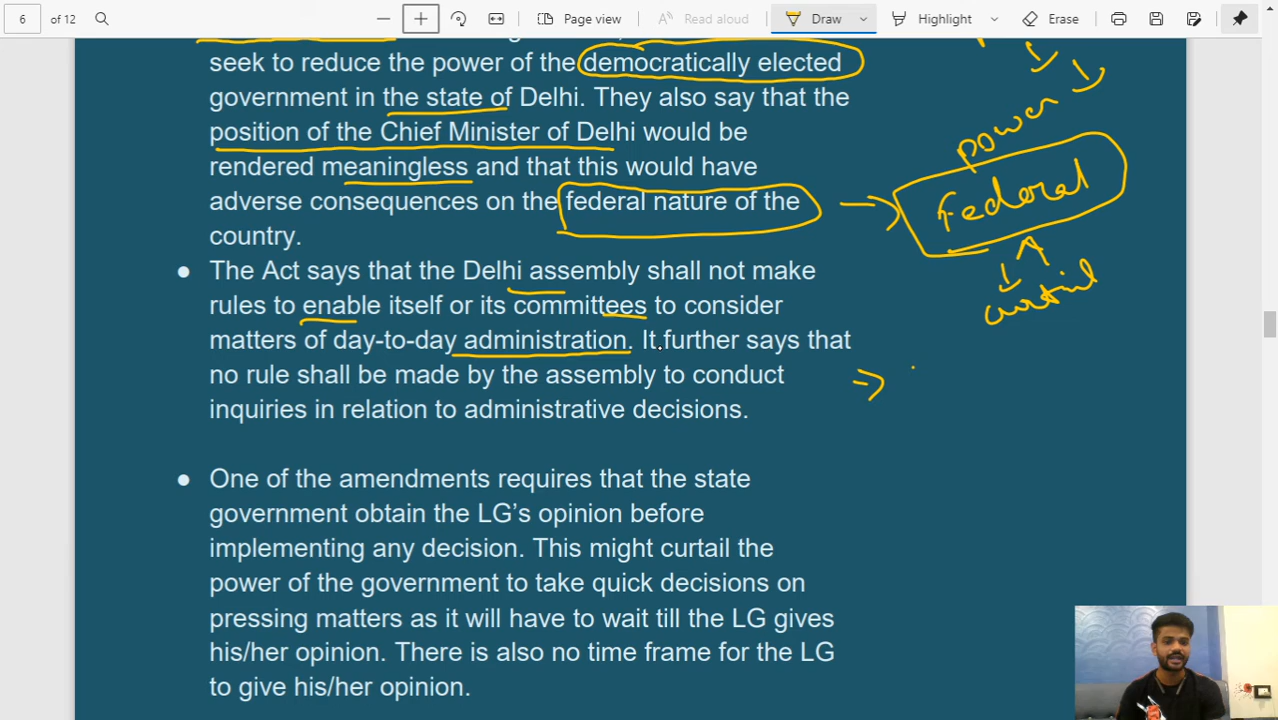 6 of 12 Page view Read aloud Draw Highlight Erase
seek to reduce the power of the democratically elected
government in the state of Delhi. They also say that the
position of the Chief Minister of Delhi would be
rendered meaningless and that this would have
adverse consequences on the federal nature of the
country.
power
Federal
curtail
● The Act says that the Delhi assembly shall not make
rules to enable itself or its committees to consider
matters of day-to-day administration. It further says that
no rule shall be made by the assembly to conduct
inquiries in relation to administrative decisions.
● One of the amendments requires that the state
government obtain the LG’s opinion before
implementing any decision. This might curtail the
power of the government to take quick decisions on
pressing matters as it will have to wait till the LG gives
his/her opinion. There is also no time frame for the LG
to give his/her opinion.